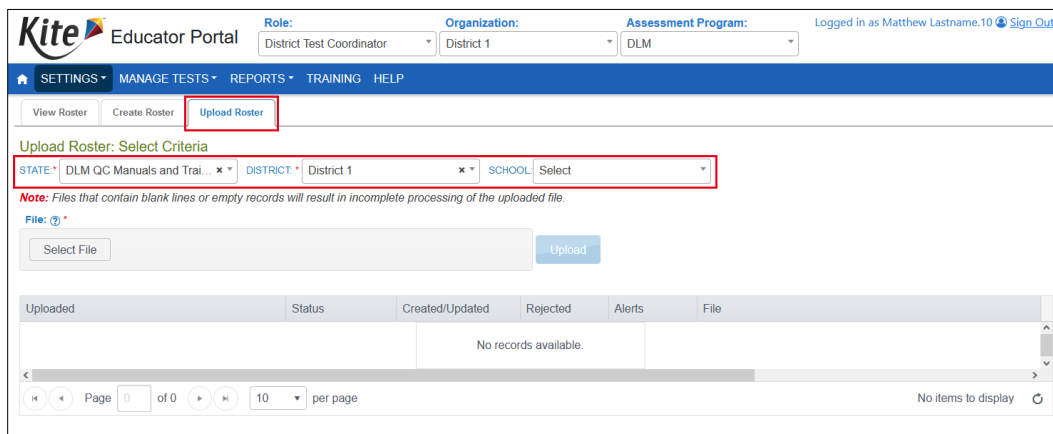 Kite Educator Portal
Role: Organization: Assessment Program:
District Test Coordinator District 1 DLM
Logged in as Matthew Lastname.10 Sign Out
SETTINGS MANAGE TESTS REPORTS TRAINING HELP
View Roster Create Roster Upload Roster
Upload Roster: Select Criteria
STATE:* DLM QC Manuals and Trai... DISTRICT: * District 1 SCHOOL: Select
Note: Files that contain blank lines or empty records will result in incomplete processing of the uploaded file.
File: *
Select File Upload
Uploaded Status Created/Updated Rejected Alerts File
No records available.
Page 0 of 0 10 per page No items to display